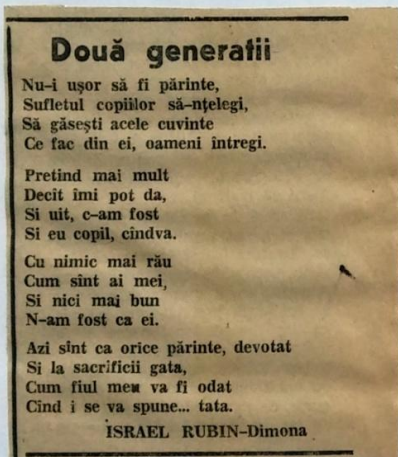 Două generatii
Nu-i uşor să fi părinte,
Sufletul copiilor să-nţelegi,
Să găseşti acele cuvinte
Ce fac din ei, oameni întregi.
Pretind mai mult
Decît îmi pot da,
Si uit, c-am fost
Si eu copil, cîndva.
Cu nimic mai rău
Cum sînt ai mei,
Si nici mai bun
N-am fost ca ei.
Azi sînt ca orice părinte, devotat
Si la sacrificii gata,
Cum fiul meu va fi odat
Cînd i se va spune... tata.
ISRAEL RUBIN-Dimona